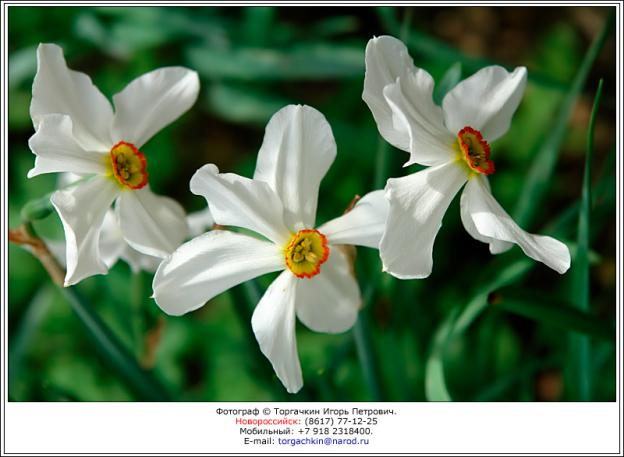 Фотограф © Торгачкин Игорь Петрович.
Новороссийск: (8617) 77-12-25
Мобильный: +7 918 2318400.
E-mail: torgachkin@narod.ru